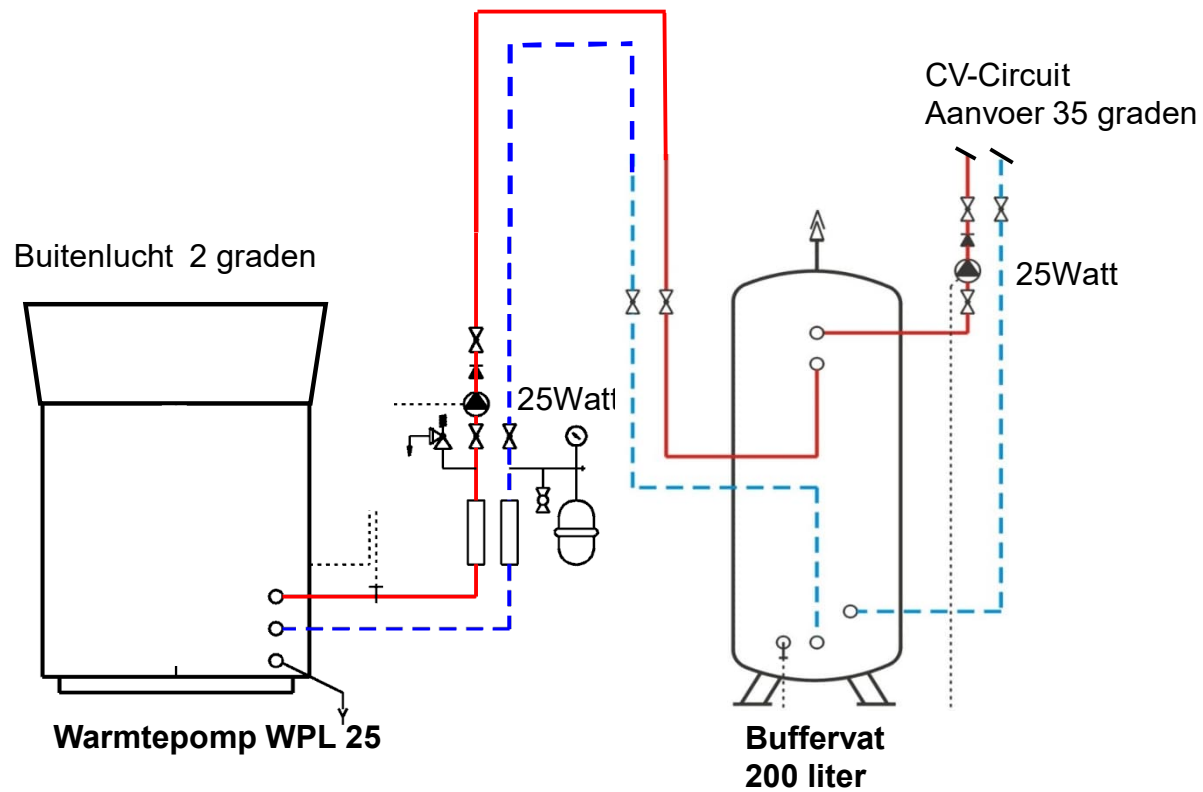 CV-Circuit
Aanvoer 35 graden
Buitenlucht 2 graden
25Watt
25Watt
Warmtepomp WPL 25
Buffervat
200 liter